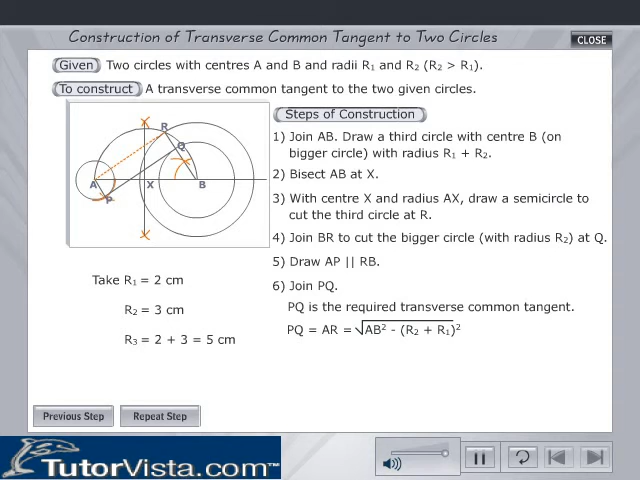 Construction of Transverse Common Tangent to Two Circles
CLOSE
Given Two circles with centres A and B and radii R₁ and R₂ (R₂ > R₁).
To construct A transverse common tangent to the two given circles.
Steps of Construction
1) Join AB. Draw a third circle with centre B (on
bigger circle) with radius R₁ + R₂.
2) Bisect AB at X.
3) With centre X and radius AX, draw a semicircle to
cut the third circle at R.
4) Join BR to cut the bigger circle (with radius R₂) at Q.
5) Draw AP || RB.
6) Join PQ.
PQ is the required transverse common tangent.
PQ = AR = √AB² - (R₂ + R₁)²
R
Q
A
X
B
P
Take R₁ = 2 cm
R₂ = 3 cm
R₃ = 2 + 3 = 5 cm
Previous Step
Repeat Step
TutorVista.com™